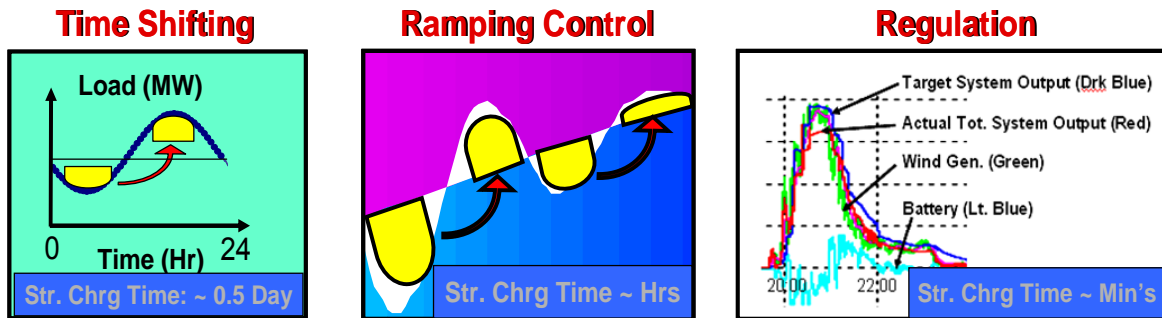 Time Shifting
Load (MW)
0
24
Time (Hr)
Str. Chrg Time: ~ 0.5 Day
Ramping Control
Str. Chrg Time ~ Hrs
Regulation
Target System Output (Drk Blue)
Actual Tot. System Output (Red)
Wind Gen. (Green)
Battery (Lt. Blue)
20:00
22:00
Str. Chrg Time ~ Min's